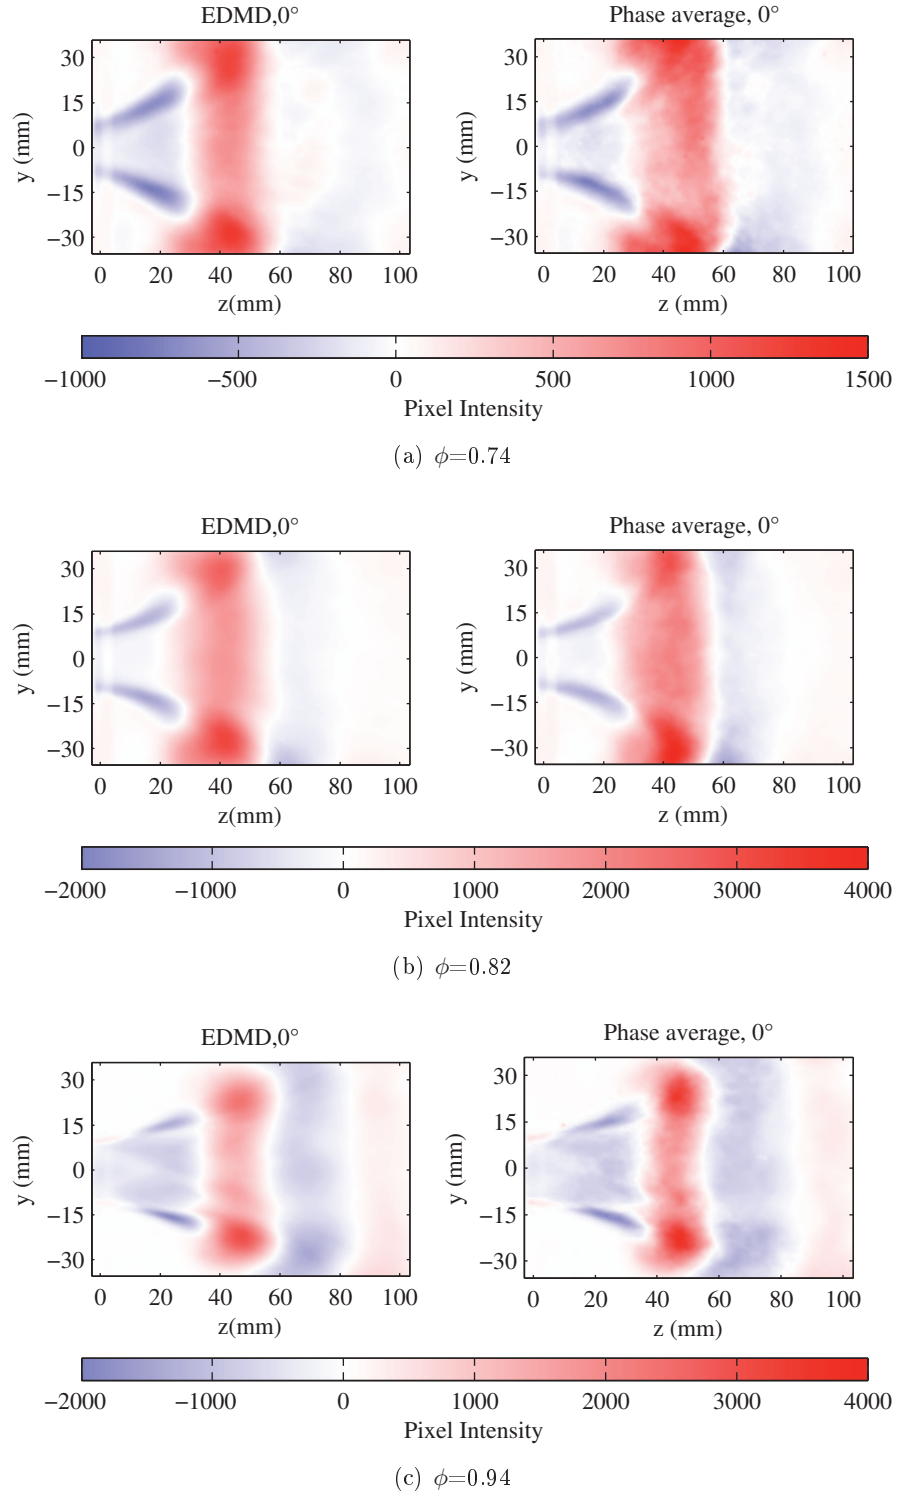 EDMD,0° Phase average, 0°
30 30
15 15
y (mm) 0 y (mm) 0
−15 −15
−30 −30
0 20 40 60 80 100 0 20 40 60 80 100
z(mm) z (mm)
−1000 −500 0 500 1000 1500
Pixel Intensity
(a) ϕ=0.74
EDMD,0° Phase average, 0°
30 30
15 15
y (mm) 0 y (mm) 0
−15 −15
−30 −30
0 20 40 60 80 100 0 20 40 60 80 100
z(mm) z (mm)
−2000 −1000 0 1000 2000 3000 4000
Pixel Intensity
(b) ϕ=0.82
EDMD,0° Phase average, 0°
30 30
15 15
y (mm) 0 y (mm) 0
−15 −15
−30 −30
0 20 40 60 80 100 0 20 40 60 80 100
z(mm) z (mm)
−2000 −1000 0 1000 2000 3000 4000
Pixel Intensity
(c) ϕ=0.94